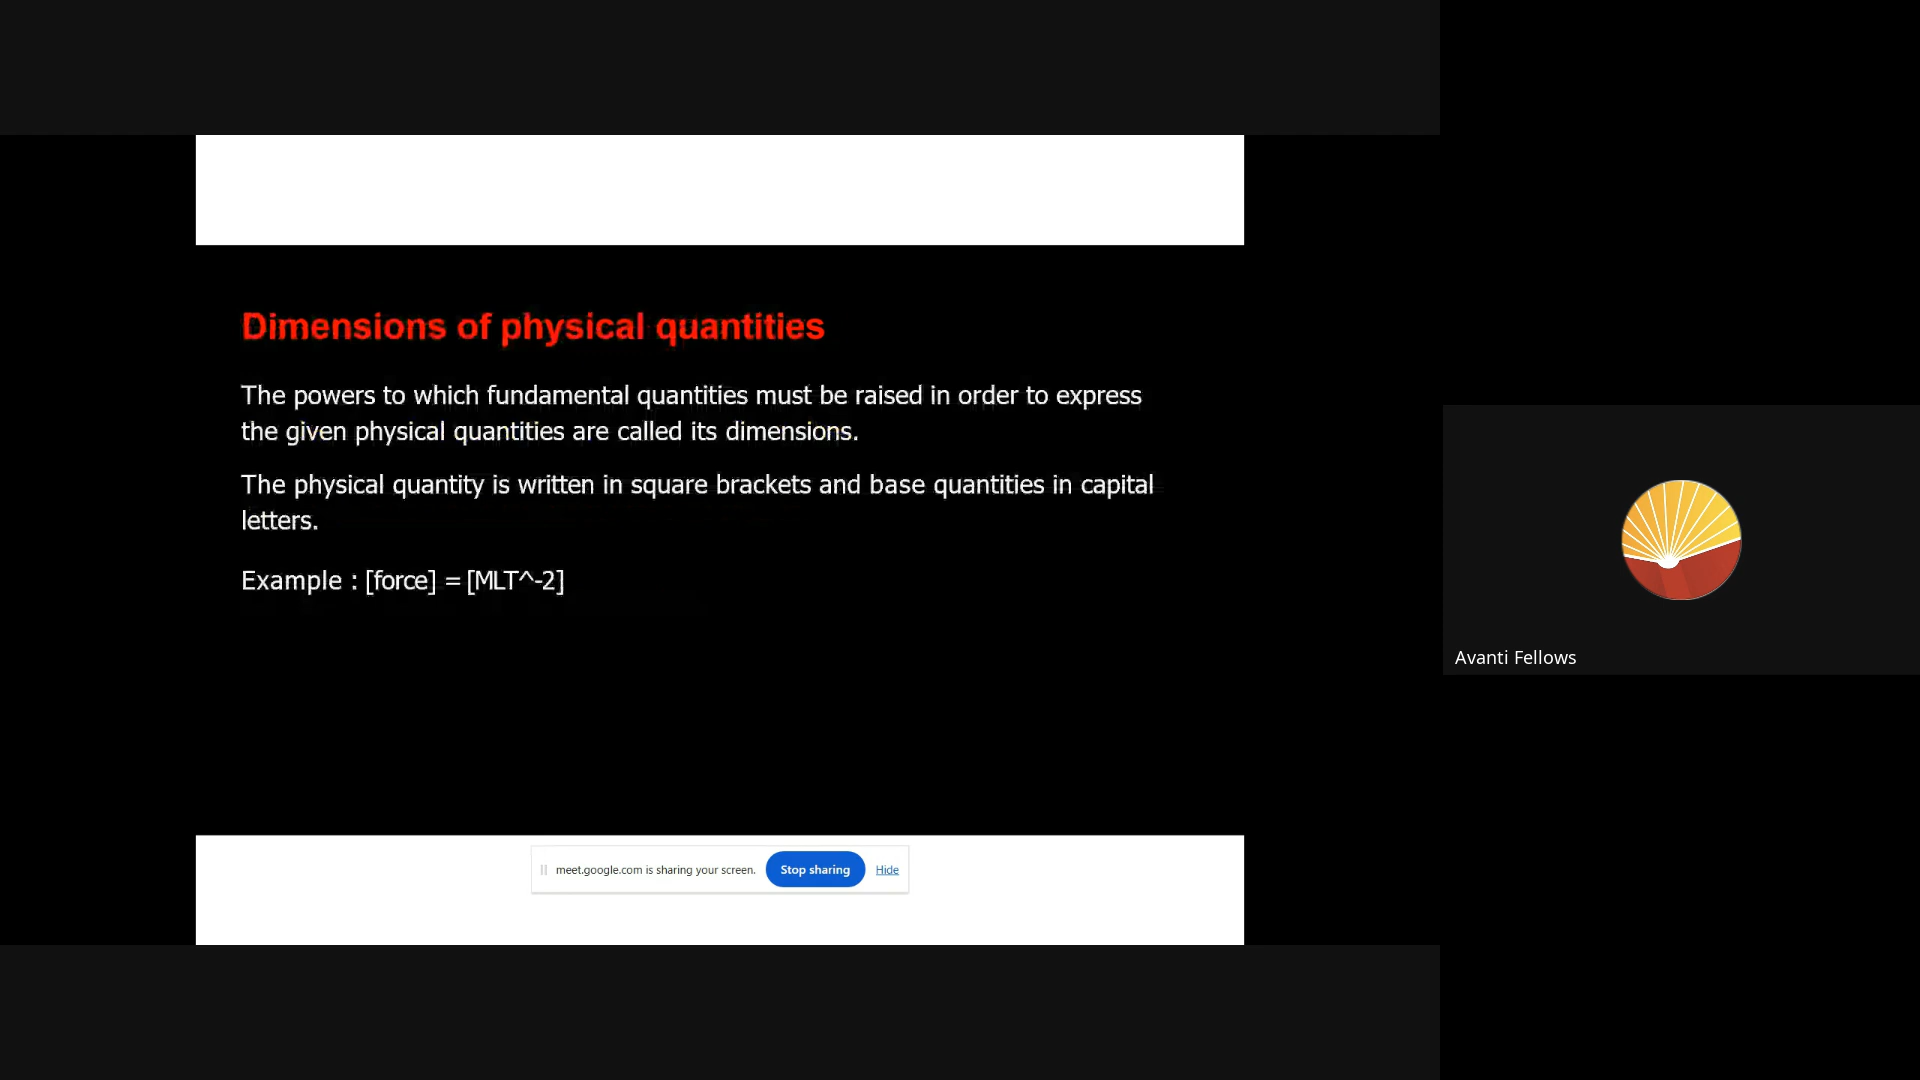 Dimensions of physical quantities
The powers to which fundamental quantities must be raised in order to express
the given physical quantities are called its dimensions.
The physical quantity is written in square brackets and base quantities in capital
letters.
Example : [force] = [MLT^-2]
Avanti Fellows
meet.google.com is sharing your screen. Stop sharing Hide